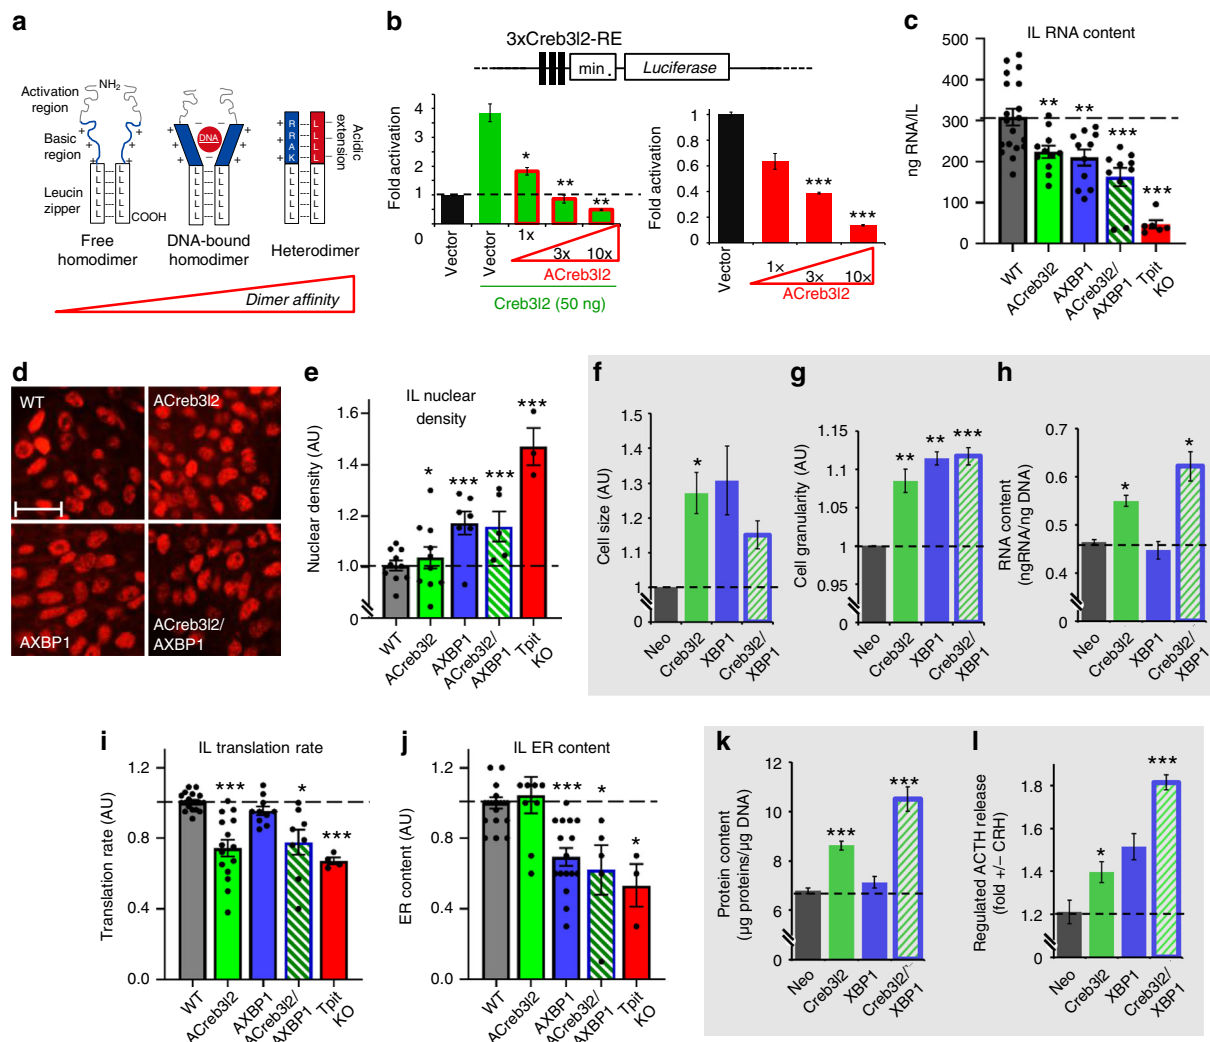 a
NH2
Activation
region
Basic
region
Leucin
zipper
COOH
DNA
R
R
A
K
L
L
L
L
Acidic
extension
Free
homodimer
DNA-bound
homodimer
Heterodimer
Dimer affinity
b
3xCreb3l2-RE
min.
Luciferase
Fold activation
4
3
2
1
0
*
**
**
1x
3x
10x
Vector
Vector
ACreb3l2
Creb3l2 (50 ng)
Fold activation
1
0.8
0.6
0.4
0.2
0
***
***
1x
3x
10x
Vector
ACreb3l2
c
IL RNA content
ng RNA/IL
500
400
300
200
100
0
**
**
***
***
WT
ACreb3l2
AXBP1
ACreb3l2/
AXBP1
Tpit
KO
d
WT
ACreb3l2
AXBP1
ACreb3l2/
AXBP1
e
IL nuclear
density
Nuclear density (AU)
1.6
1.4
1.2
1.0
0
*
***
***
***
WT
ACreb3l2
AXBP1
ACreb3l2/
AXBP1
Tpit
KO
f
Cell size (AU)
1.5
1.4
1.3
1.2
1.1
1
0
*
Neo
Creb3l2
XBP1
Creb3l2/
XBP1
g
Cell granularity (AU)
1.15
1.1
1
0.95
0
**
**
***
Neo
Creb3l2
XBP1
Creb3l2/
XBP1
h
RNA content
(ngRNA/ng DNA)
0.7
0.6
0.5
0.4
0
*
*
Neo
Creb3l2
XBP1
Creb3l2/
XBP1
i
IL translation rate
Translation rate (AU)
1.2
0.8
0.4
0.0
***
*
***
WT
ACreb3l2
AXBP1
ACreb3l2/
AXBP1
Tpit
KO
j
IL ER content
ER content (AU)
1.2
0.8
0.4
0.0
***
*
*
WT
ACreb3l2
AXBP1
ACreb3l2/
AXBP1
Tpit
KO
k
Protein content
(µg proteins/µg DNA)
12
10
8
6
0
***
***
Neo
Creb3l2
XBP1
Creb3l2/
XBP1
l
Regulated ACTH release
(fold +/– CRH)
1.8
1.6
1.4
1.2
0
*
***
Neo
Creb3l2
XBP1
Creb3l2/
XBP1